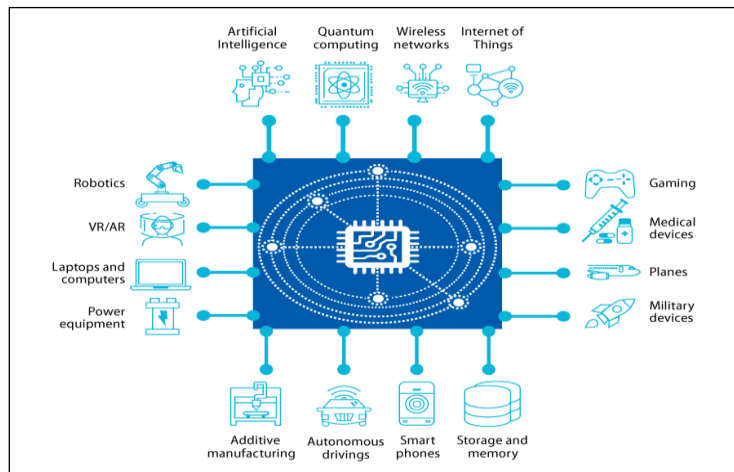 Artificial
Intelligence
Quantum
computing
Wireless
networks
Internet of
Things
Robotics
VR/AR
Laptops and
computers
Power
equipment
Gaming
Medical
devices
Planes
Military
devices
Additive
manufacturing
Autonomous
drivings
Smart
phones
Storage and
memory